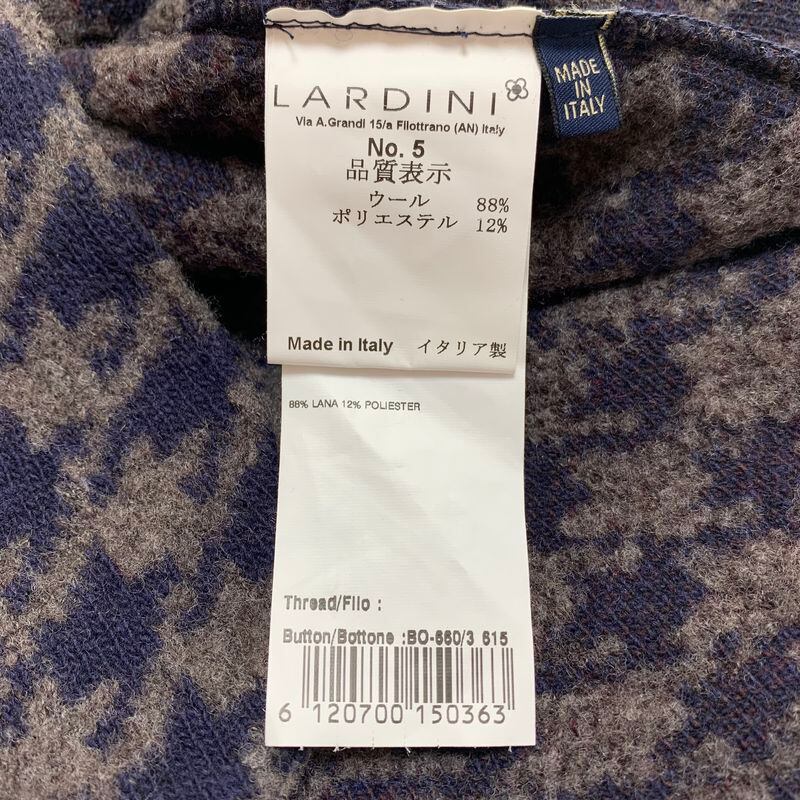 LARDINI
Via A.Grandi 15/a Filottrano (AN) Italy
No. 5
品質表示
ウール 88%
ポリエステル 12%
Made in Italy イタリア製
MADE
IN
ITALY
88% LANA 12% POLIESTER
Thread/Filo :
Button/Bottone :BO-660/3 615
6 120700 150363